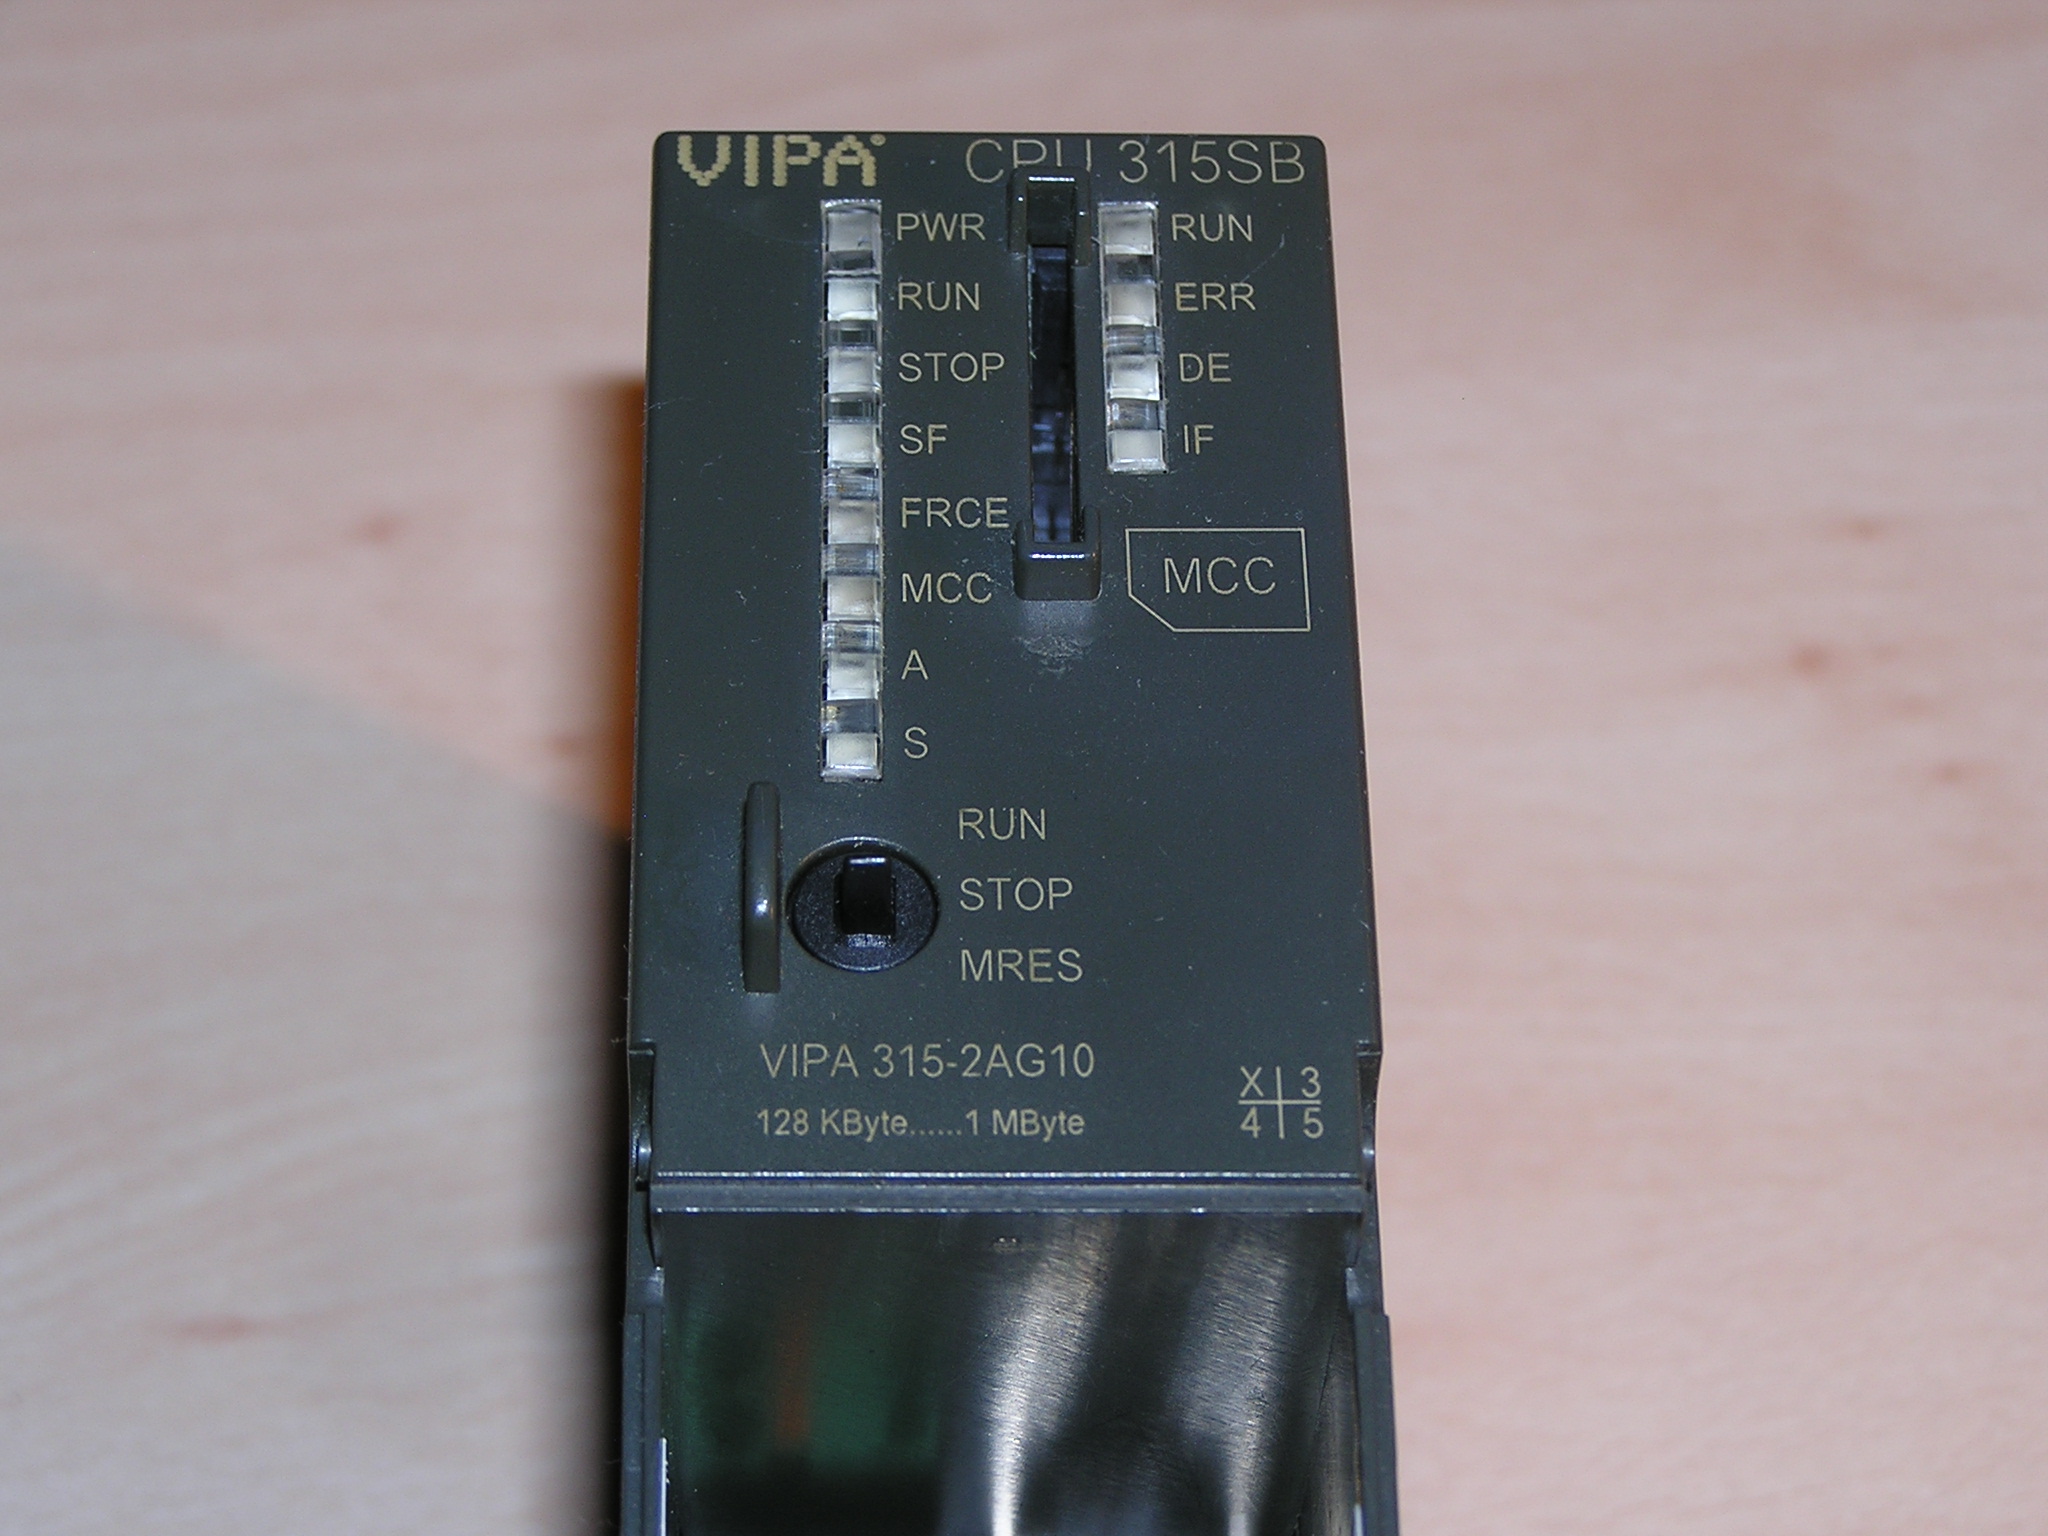 VIPA CPU 315SB
PWR
RUN
STOP
SF
FRCE
MCC
A
S
RUN
ERR
DE
IF
MCC
RUN
STOP
MRES
VIPA 315-2AG10
128 KByte......1 MByte
X 3
4 5